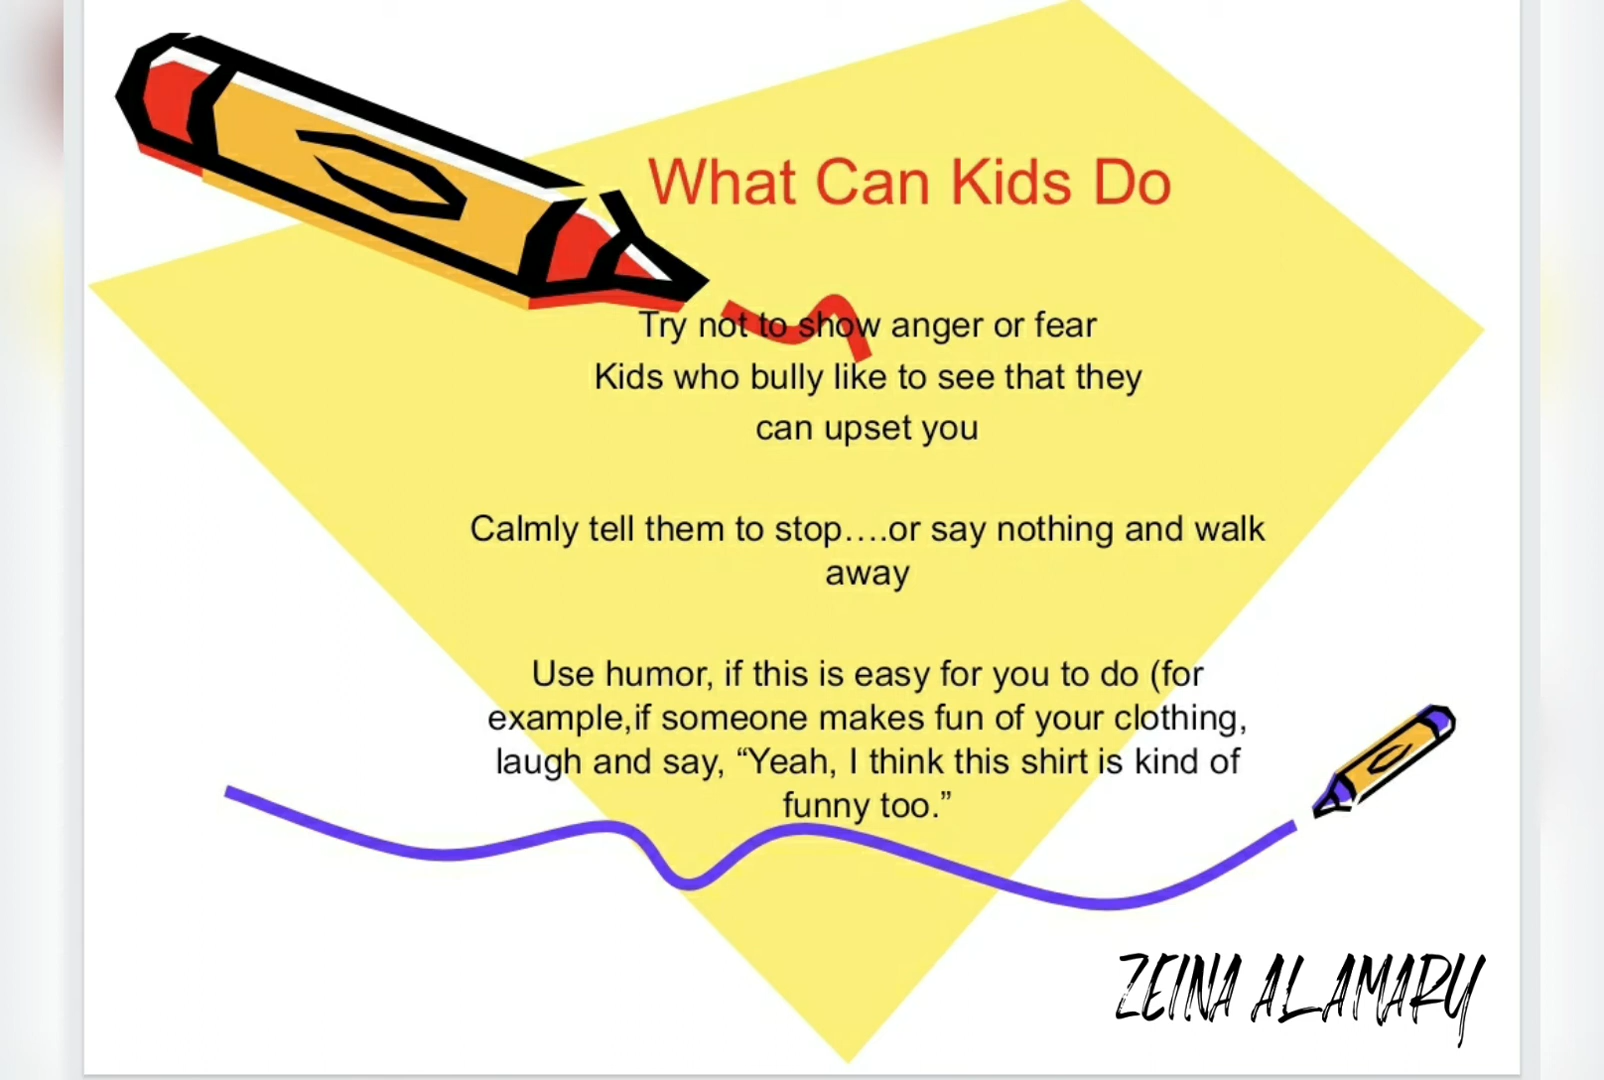 What Can Kids Do
Try not to show anger or fear
Kids who bully like to see that they
can upset you
Calmly tell them to stop….or say nothing and walk
away
Use humor, if this is easy for you to do (for
example,if someone makes fun of your clothing,
laugh and say, “Yeah, I think this shirt is kind of
funny too.”
ZEINA ALAMARY